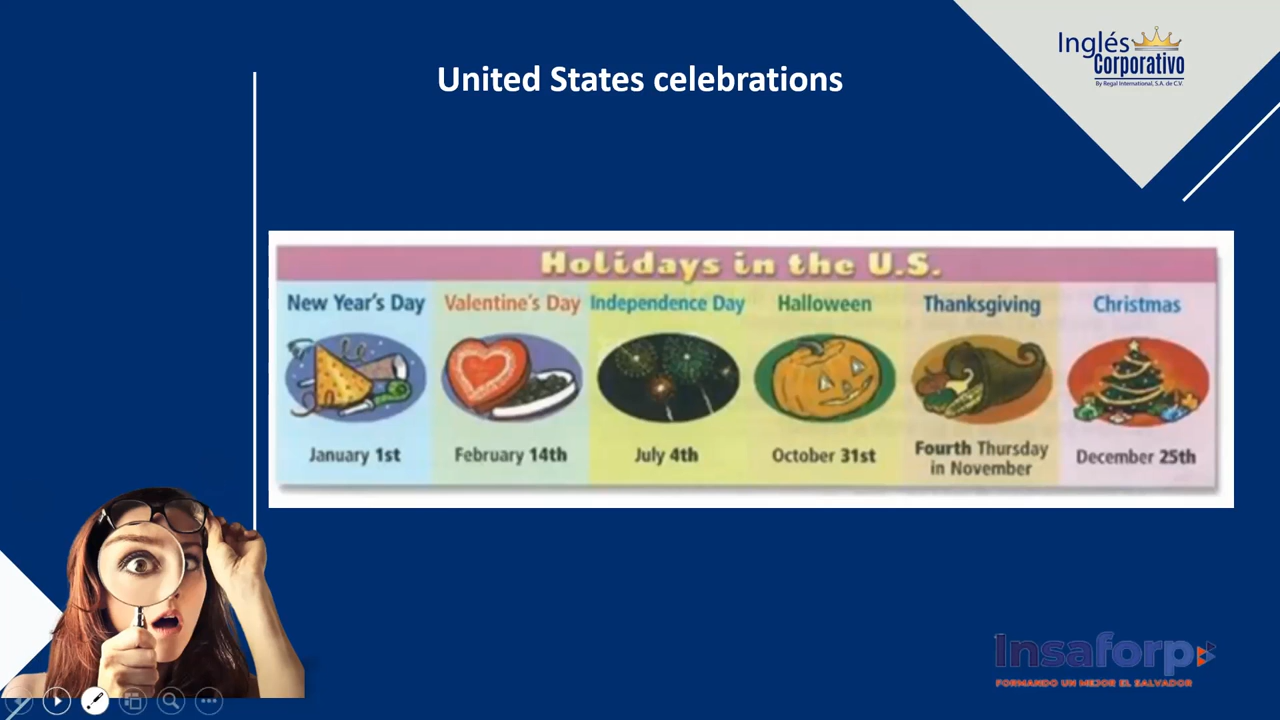 United States celebrations
Inglés
Corporativo
By Regal International, S.A. de C.V.
Holidays in the U.S.
New Year's Day
Valentine's Day
Independence Day
Halloween
Thanksgiving
Christmas
January 1st
February 14th
July 4th
October 31st
Fourth Thursday
in November
December 25th
Insaforp
FORMANDO UN MEJOR EL SALVADOR